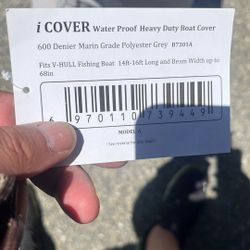 i COVER Water Proof Heavy Duty Boat Cover
600 Denier Marin Grade Polyester Grey B7301A
Fits V-HULL Fishing Boat 14ft-16ft Long and Beam Width up to
68in
6 970110 739449
MODEL A